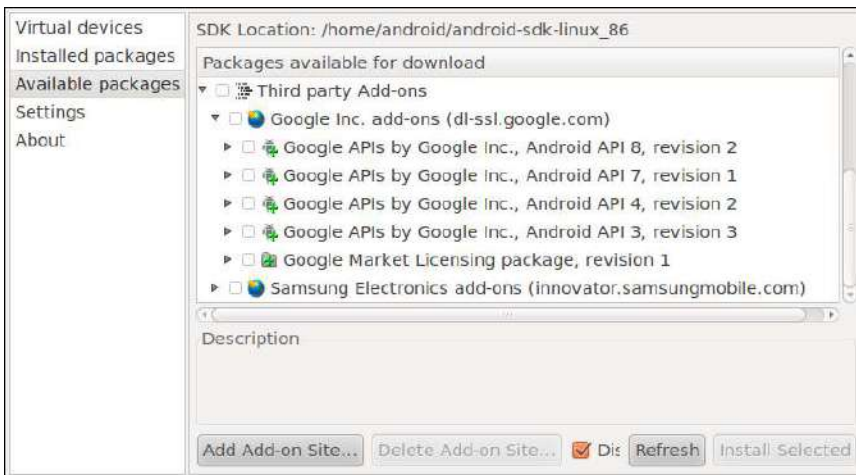 Virtual devices
Installed packages
Available packages
Settings
About
SDK Location: /home/android/android-sdk-linux_86
Packages available for download
Third party Add-ons
Google Inc. add-ons (dl-ssl.google.com)
Google APIs by Google Inc., Android API 8, revision 2
Google APIs by Google Inc., Android API 7, revision 1
Google APIs by Google Inc., Android API 4, revision 2
Google APIs by Google Inc., Android API 3, revision 3
Google Market Licensing package, revision 1
Samsung Electronics add-ons (innovator.samsungmobile.com)
Description
Add Add-on Site... Delete Add-on Site... Dis Refresh Install Selected